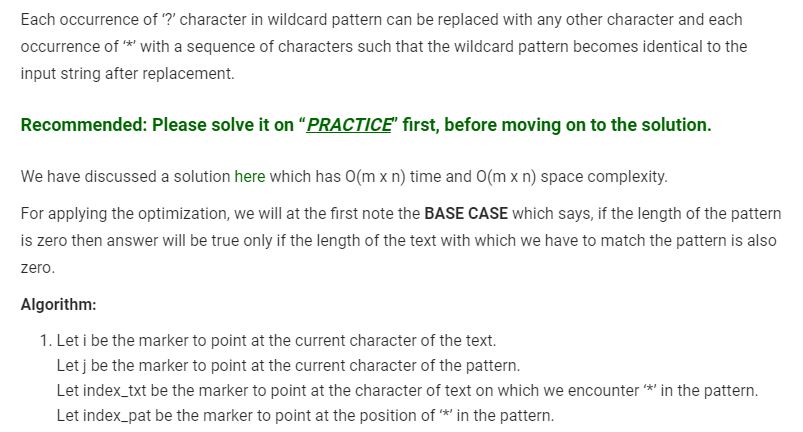 Each occurrence of ‘?’ character in wildcard pattern can be replaced with any other character and each
occurrence of ‘*’ with a sequence of characters such that the wildcard pattern becomes identical to the
input string after replacement.
Recommended: Please solve it on “PRACTICE” first, before moving on to the solution.
We have discussed a solution here which has O(m x n) time and O(m x n) space complexity.
For applying the optimization, we will at the first note the BASE CASE which says, if the length of the pattern
is zero then answer will be true only if the length of the text with which we have to match the pattern is also
zero.
Algorithm:
1. Let i be the marker to point at the current character of the text.
Let j be the marker to point at the current character of the pattern.
Let index_txt be the marker to point at the character of text on which we encounter ‘*’ in the pattern.
Let index_pat be the marker to point at the position of ‘*’ in the pattern.